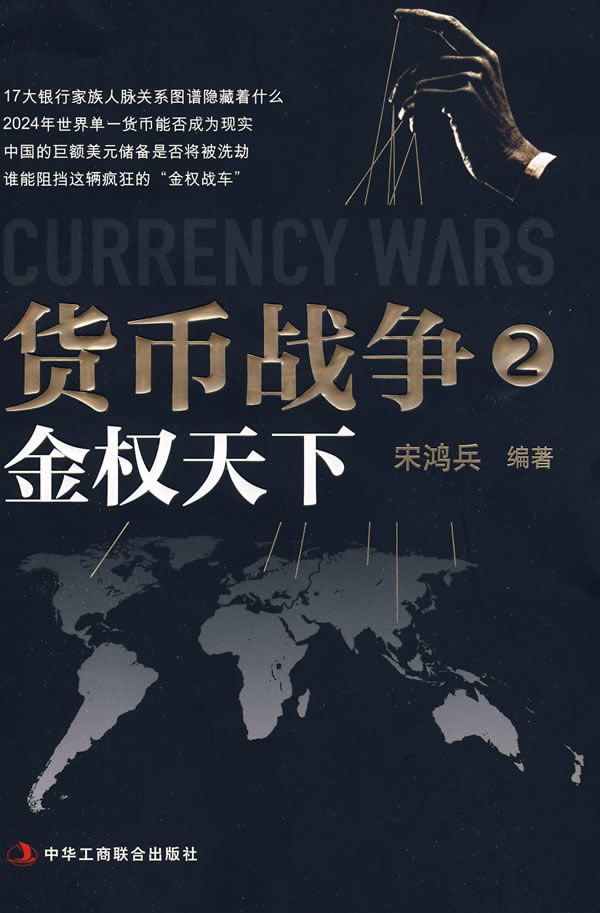 17大银行家族人脉关系图谱隐藏着什么
2024年世界单一货币能否成为现实
中国的巨额美元储备是否将被洗劫
谁能阻挡这辆疯狂的“金权战车”
CURRENCY WARS
货币战争2
金权天下
宋鸿兵 编著
中华工商联合出版社